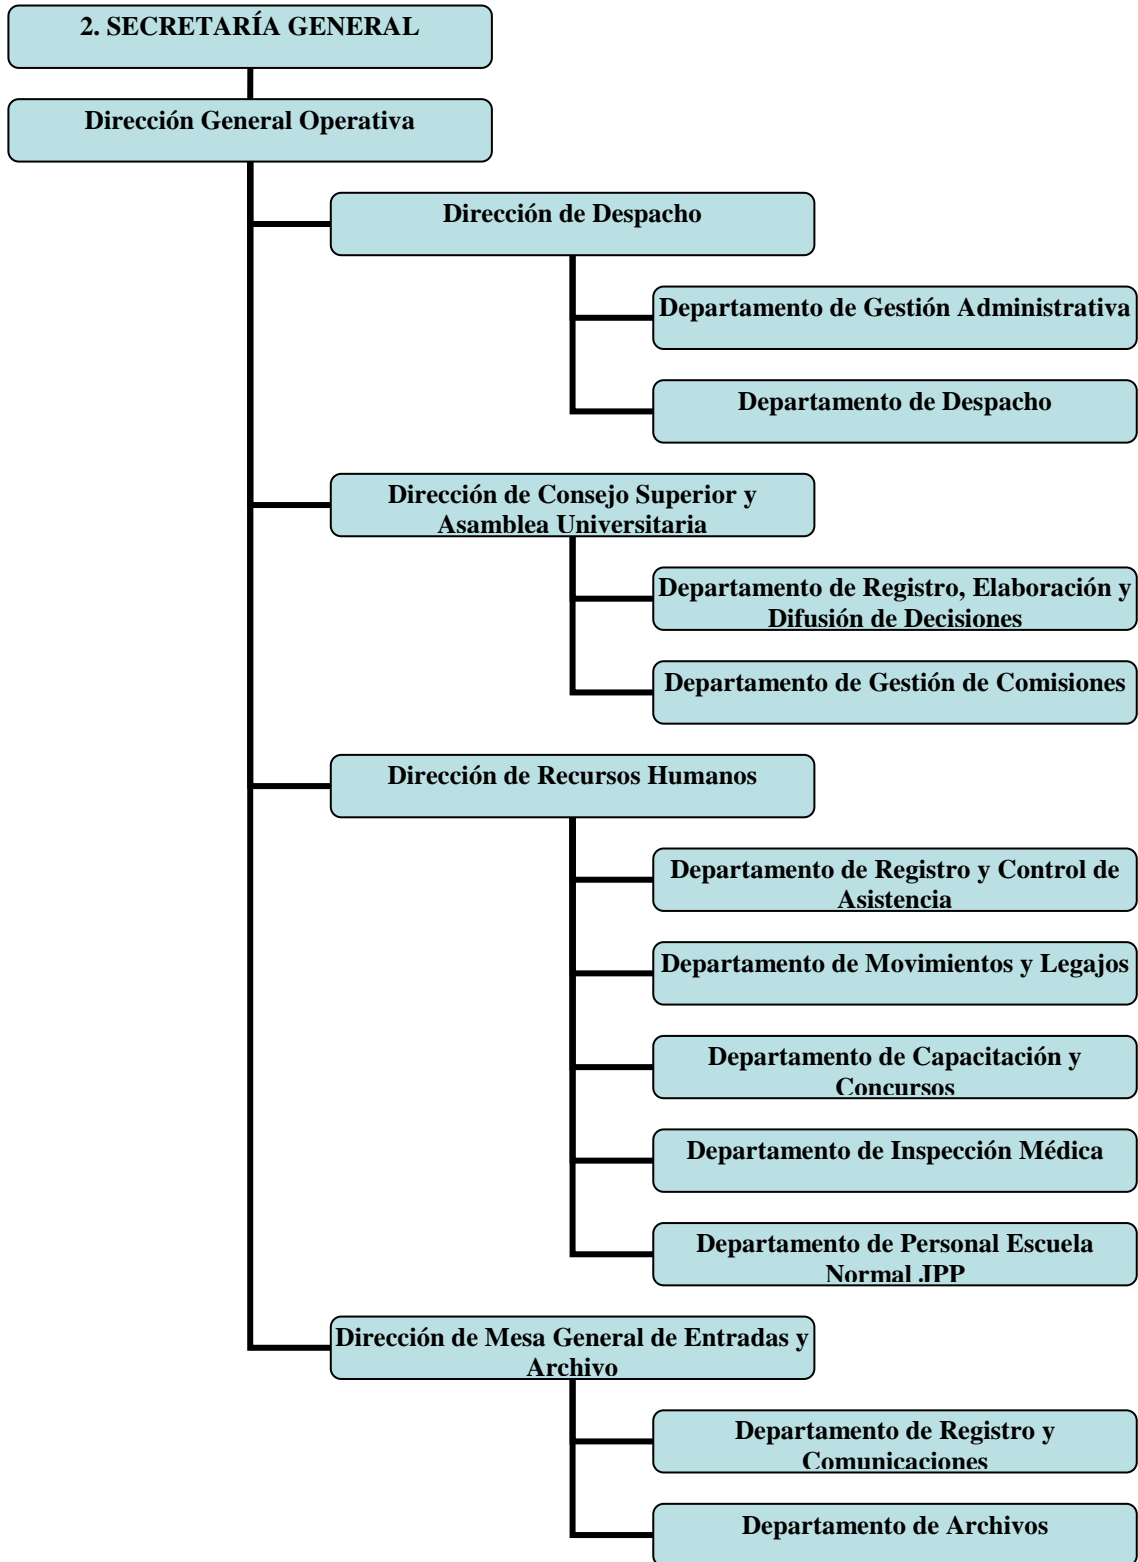 2. SECRETARÍA GENERAL
Dirección General Operativa
Dirección de Despacho
Departamento de Gestión Administrativa
Departamento de Despacho
Dirección de Consejo Superior y
Asamblea Universitaria
Departamento de Registro, Elaboración y
Difusión de Decisiones
Departamento de Gestión de Comisiones
Dirección de Recursos Humanos
Departamento de Registro y Control de
Asistencia
Departamento de Movimientos y Legajos
Departamento de Capacitación y
Concursos
Departamento de Inspección Médica
Departamento de Personal Escuela
Normal JPP
Dirección de Mesa General de Entradas y
Archivo
Departamento de Registro y
Comunicaciones
Departamento de Archivos